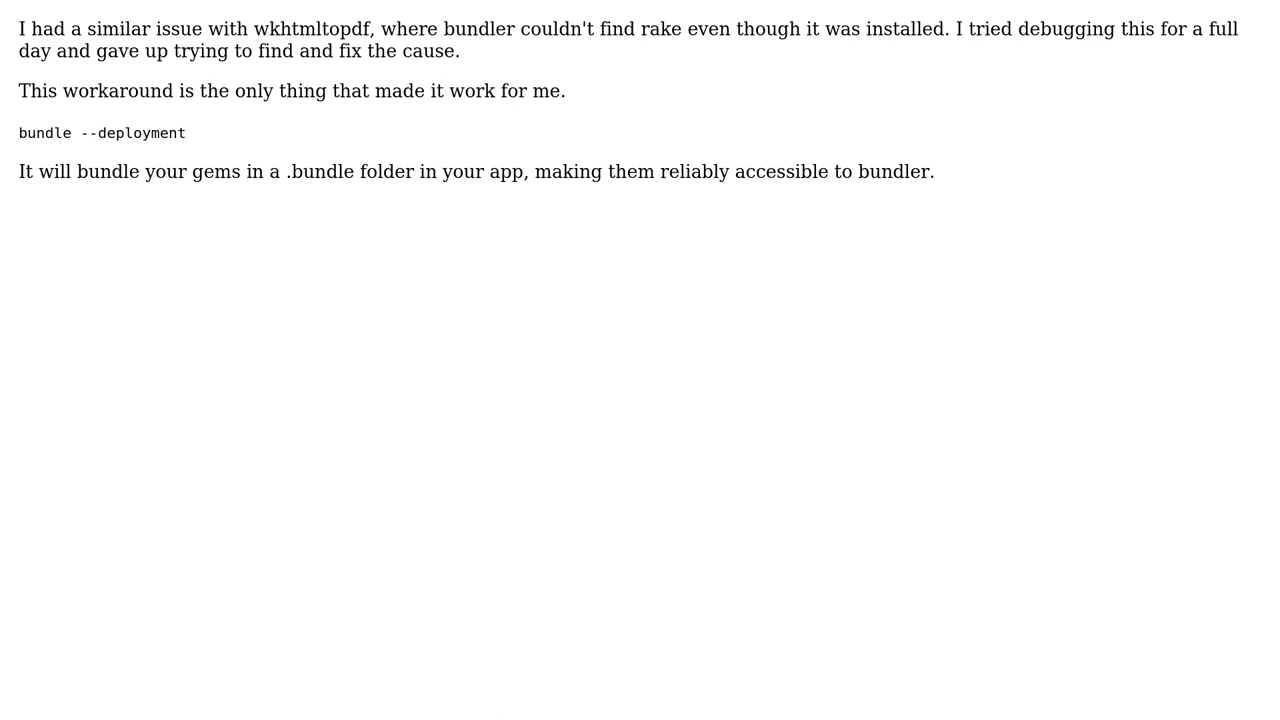 I had a similar issue with wkhtmltopdf, where bundler couldn't find rake even though it was installed. I tried debugging this for a full
day and gave up trying to find and fix the cause.
This workaround is the only thing that made it work for me.
bundle --deployment
It will bundle your gems in a .bundle folder in your app, making them reliably accessible to bundler.